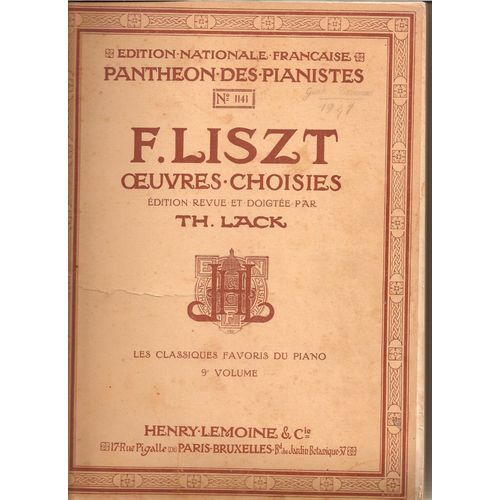 EDITION·NATIONALE·FRANÇAISE
PANTHEON·DES·PIANISTES
Nº 1141
1941
F. LISZT
ŒUVRES·CHOISIES
ÉDITION·REVUE·ET·DOIGTÉE·PAR
TH. LACK
LES CLASSIQUES FAVORIS DU PIANO
9e VOLUME
HENRY·LEMOINE & Cie
17 Rue Pigalle PARIS·BRUXELLES·Bd du Jardin Botanique·37